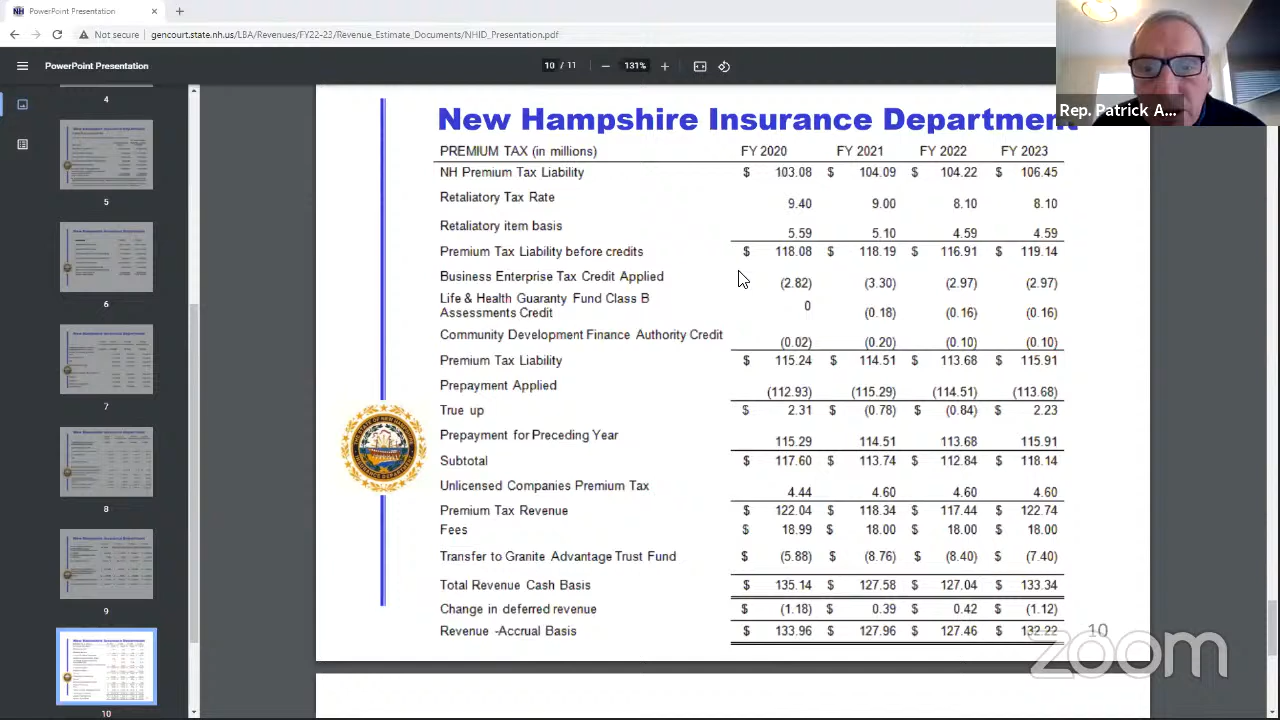 PowerPoint Presentation
Not secure gencourt.state.nh.us/LBA/Revenues/FY22-23/Revenue_Estimate_Documents/NHID_Presentation.pdf
PowerPoint Presentation 10 / 11 131%
Rep. Patrick A...
4
5
6
7
8
9
10
New Hampshire Insurance Department
PREMIUM TAX (in millions) FY 2020 FY 2021 FY 2022 FY 2023
NH Premium Tax Liability $ 103.08 $ 104.09 $ 104.22 $ 106.45
Retaliatory Tax Rate 9.40 9.00 8.10 8.10
Retaliatory item basis 5.59 5.10 4.59 4.59
Premium Tax Liability before credits $ 118.08 $ 118.19 $ 116.91 $ 119.14
Business Enterprise Tax Credit Applied (2.82) (3.30) (2.97) (2.97)
Life & Health Guaranty Fund Class B
Assessments Credit 0 (0.18) (0.16) (0.16)
Community Development Finance Authority Credit (0.02) (0.20) (0.10) (0.10)
Premium Tax Liability $ 115.24 $ 114.51 $ 113.68 $ 115.91
Prepayment Applied (112.93) (115.29) (114.51) (113.68)
True up $ 2.31 $ (0.78) $ (0.84) $ 2.23
Prepayment for Preceding Year 115.29 114.51 113.68 115.91
Subtotal $ 117.60 $ 113.74 $ 112.84 $ 118.14
Unlicensed Companies Premium Tax 4.44 4.60 4.60 4.60
Premium Tax Revenue $ 122.04 $ 118.34 $ 117.44 $ 122.74
Fees $ 18.99 $ 18.00 $ 18.00 $ 18.00
Transfer to Granite Advantage Trust Fund $ (5.88) $ (8.76) $ (8.40) $ (7.40)
Total Revenue Cash Basis $ 135.14 $ 127.58 $ 127.04 $ 133.34
Change in deferred revenue $ (1.18) $ 0.39 $ 0.42 $ (1.12)
Revenue -Accrual Basis $ 133.96 $ 127.96 $ 127.46 $ 132.22
10
zoom